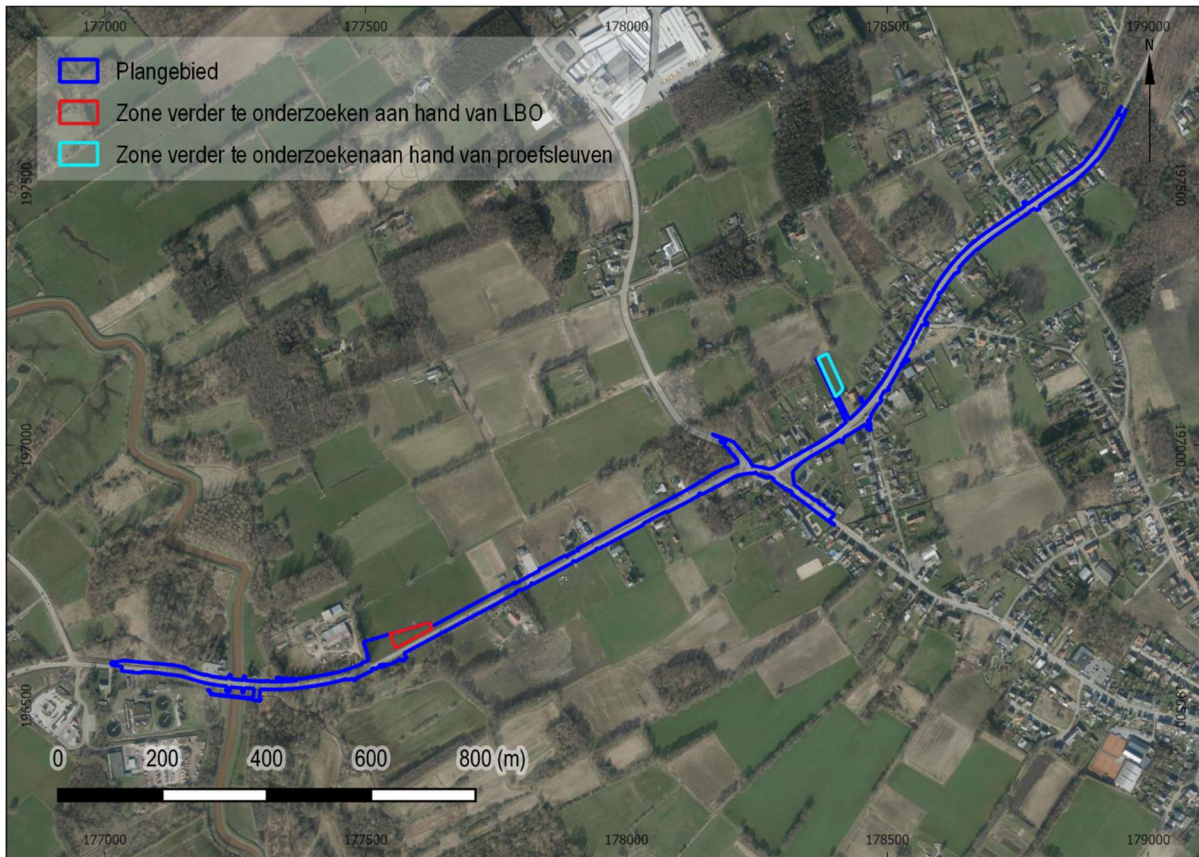 177000 177500 178000 178500 179000
N
Plangebied
Zone verder te onderzoeken aan hand van LBO
Zone verder te onderzoekenaan hand van proefsleuven
197500 197500
197000 197000
196500 196500
0 200 400 600 800 (m)
177000 177500 178000 178500 179000